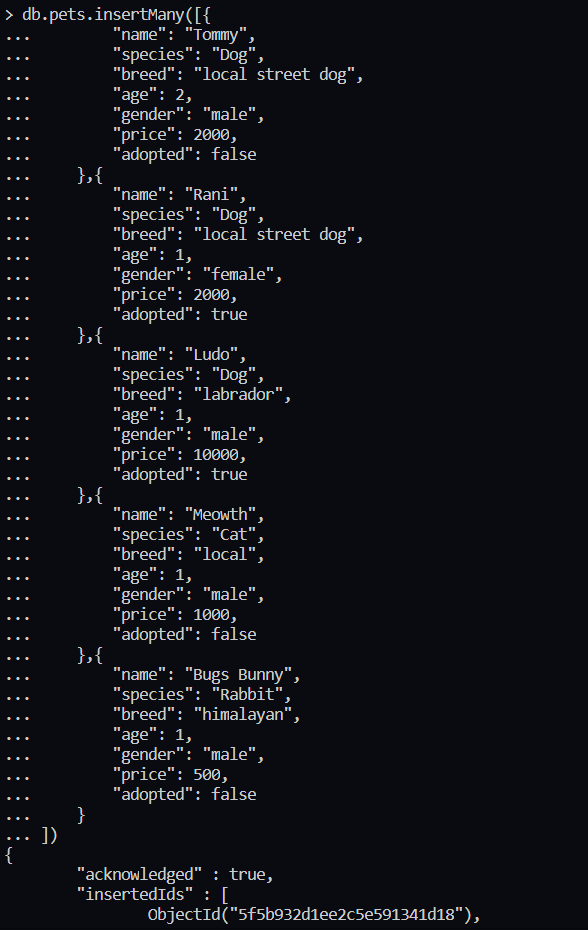 > db.pets.insertMany([{
...         "name": "Tommy",
...         "species": "Dog",
...         "breed": "local street dog",
...         "age": 2,
...         "gender": "male",
...         "price": 2000,
...         "adopted": false
...     },{
...         "name": "Rani",
...         "species": "Dog",
...         "breed": "local street dog",
...         "age": 1,
...         "gender": "female",
...         "price": 2000,
...         "adopted": true
...     },{
...         "name": "Ludo",
...         "species": "Dog",
...         "breed": "labrador",
...         "age": 1,
...         "gender": "male",
...         "price": 10000,
...         "adopted": true
...     },{
...         "name": "Meowth",
...         "species": "Cat",
...         "breed": "local",
...         "age": 1,
...         "gender": "male",
...         "price": 1000,
...         "adopted": false
...     },{
...         "name": "Bugs Bunny",
...         "species": "Rabbit",
...         "breed": "himalayan",
...         "age": 1,
...         "gender": "male",
...         "price": 500,
...         "adopted": false
...     }
... ])
{
        "acknowledged" : true,
        "insertedIds" : [
                ObjectId("5f5b932d1ee2c5e591341d18"),